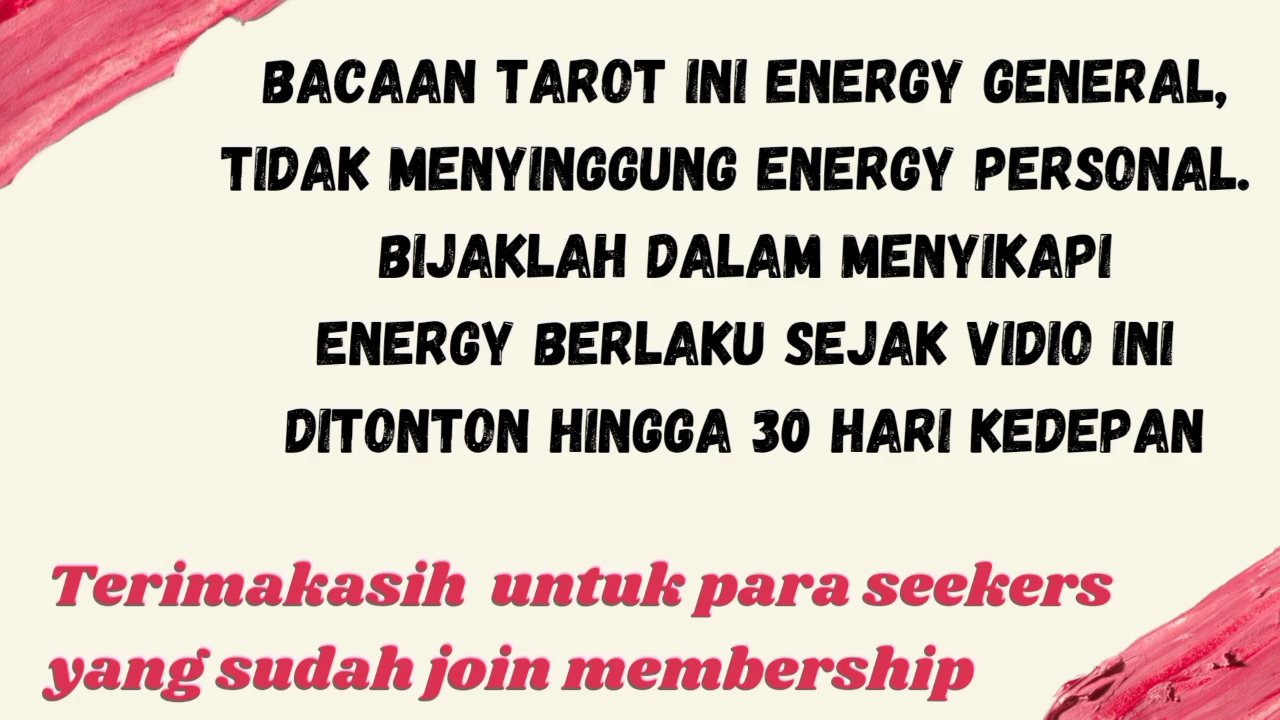 BACAAN TAROT INI ENERGY GENERAL,
TIDAK MENYINGGUNG ENERGY PERSONAL.
BIJAKLAH DALAM MENYIKAPI
ENERGY BERLAKU SEJAK VIDIO INI
DITONTON HINGGA 30 HARI KEDEPAN
Terimakasih untuk para seekers
yang sudah join membership